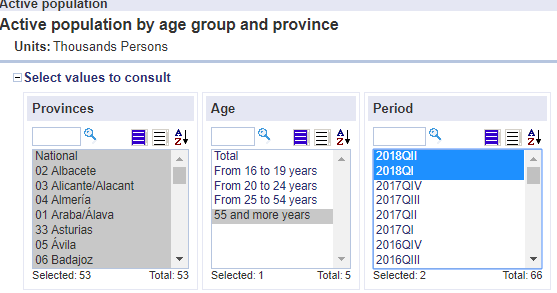 Active population
Active population by age group and province
Units: Thousands Persons
Select values to consult
Provinces
National
02 Albacete
03 Alicante/Alacant
04 Almería
01 Araba/Álava
33 Asturias
05 Ávila
06 Badajoz
Selected: 53 Total: 53
Age
Total
From 16 to 19 years
From 20 to 24 years
From 25 to 54 years
55 and more years
Selected: 1 Total: 5
Period
2018QII
2018QI
2017QIV
2017QIII
2017QII
2017QI
2016QIV
2016QIII
Selected: 2 Total: 66